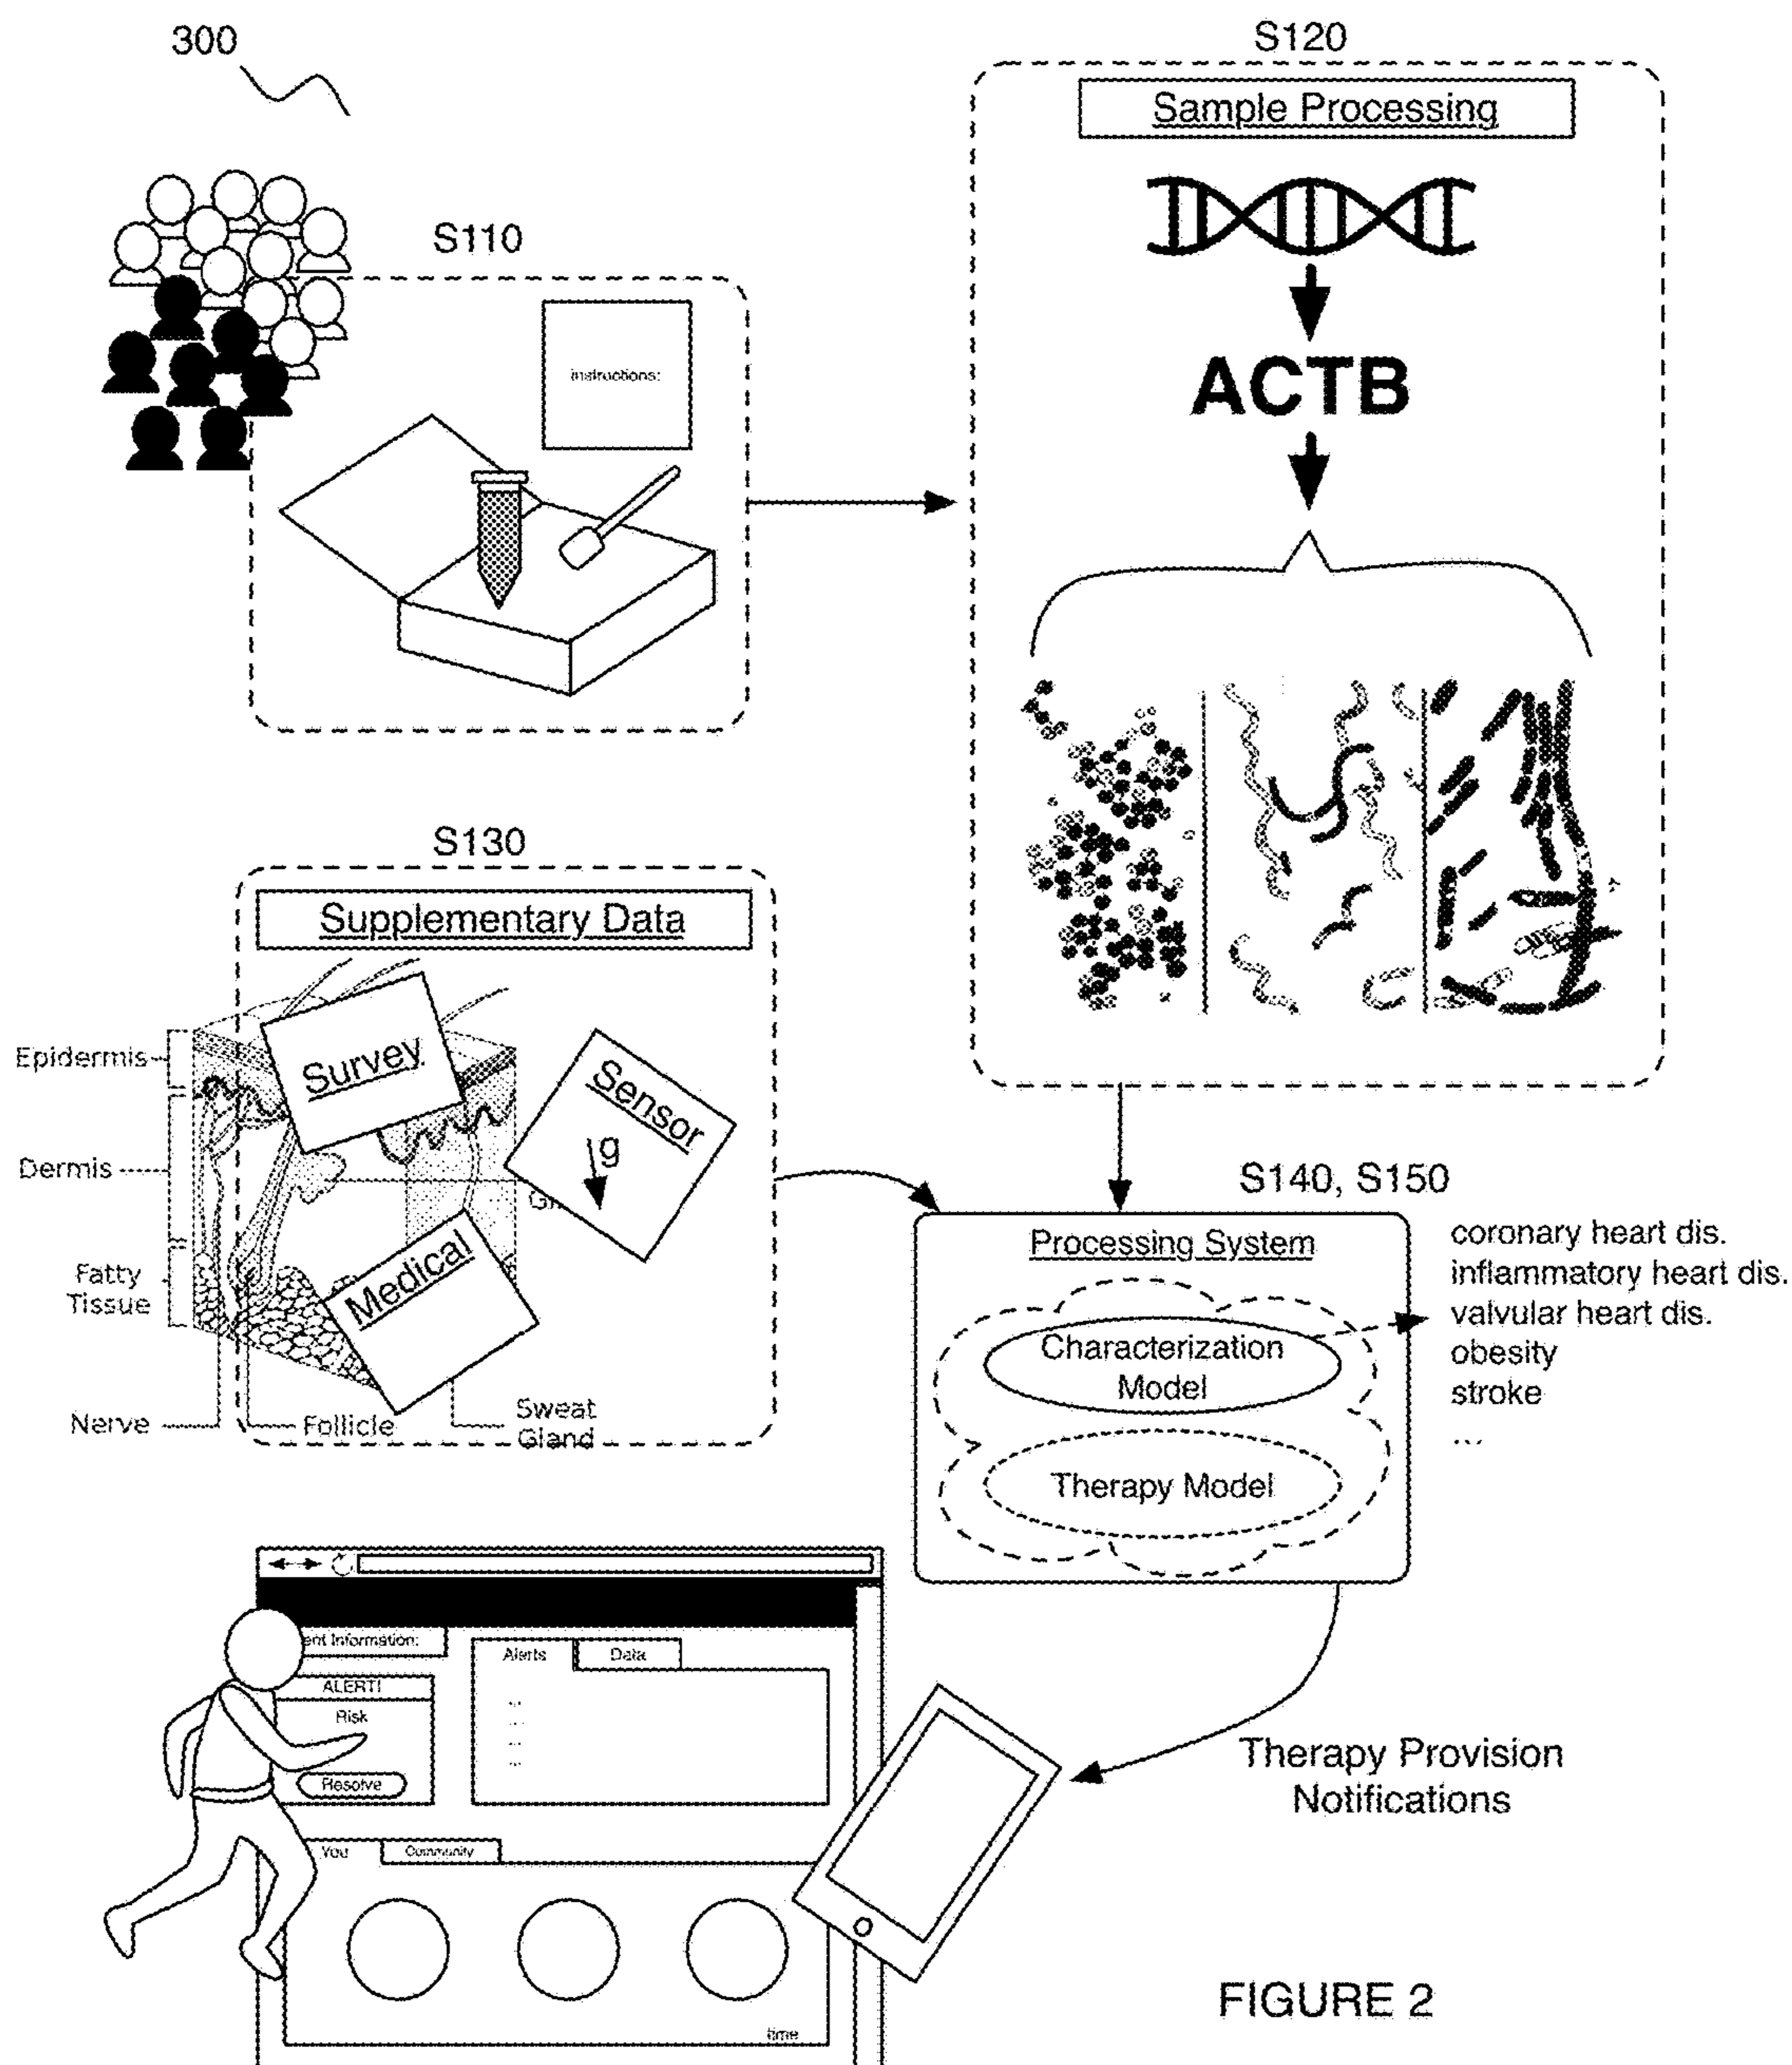 300
S120
Sample Processing
S110
instructions:
ACTB
S130
Supplementary Data
Survey
Sensor
g
Epidermis
Dermis
Medical
Fatty
Tissue
Nerve
Follicle
Sweat
Gland
S140, S150
Processing System
Characterization
Model
Therapy Model
coronary heart dis.
inflammatory heart dis.
valvular heart dis.
obesity
stroke
...
ent Information:
ALERT!
Risk
Resolve
Alerts
Data
...
...
...
...
You
Community
time
Therapy Provision
Notifications
FIGURE 2